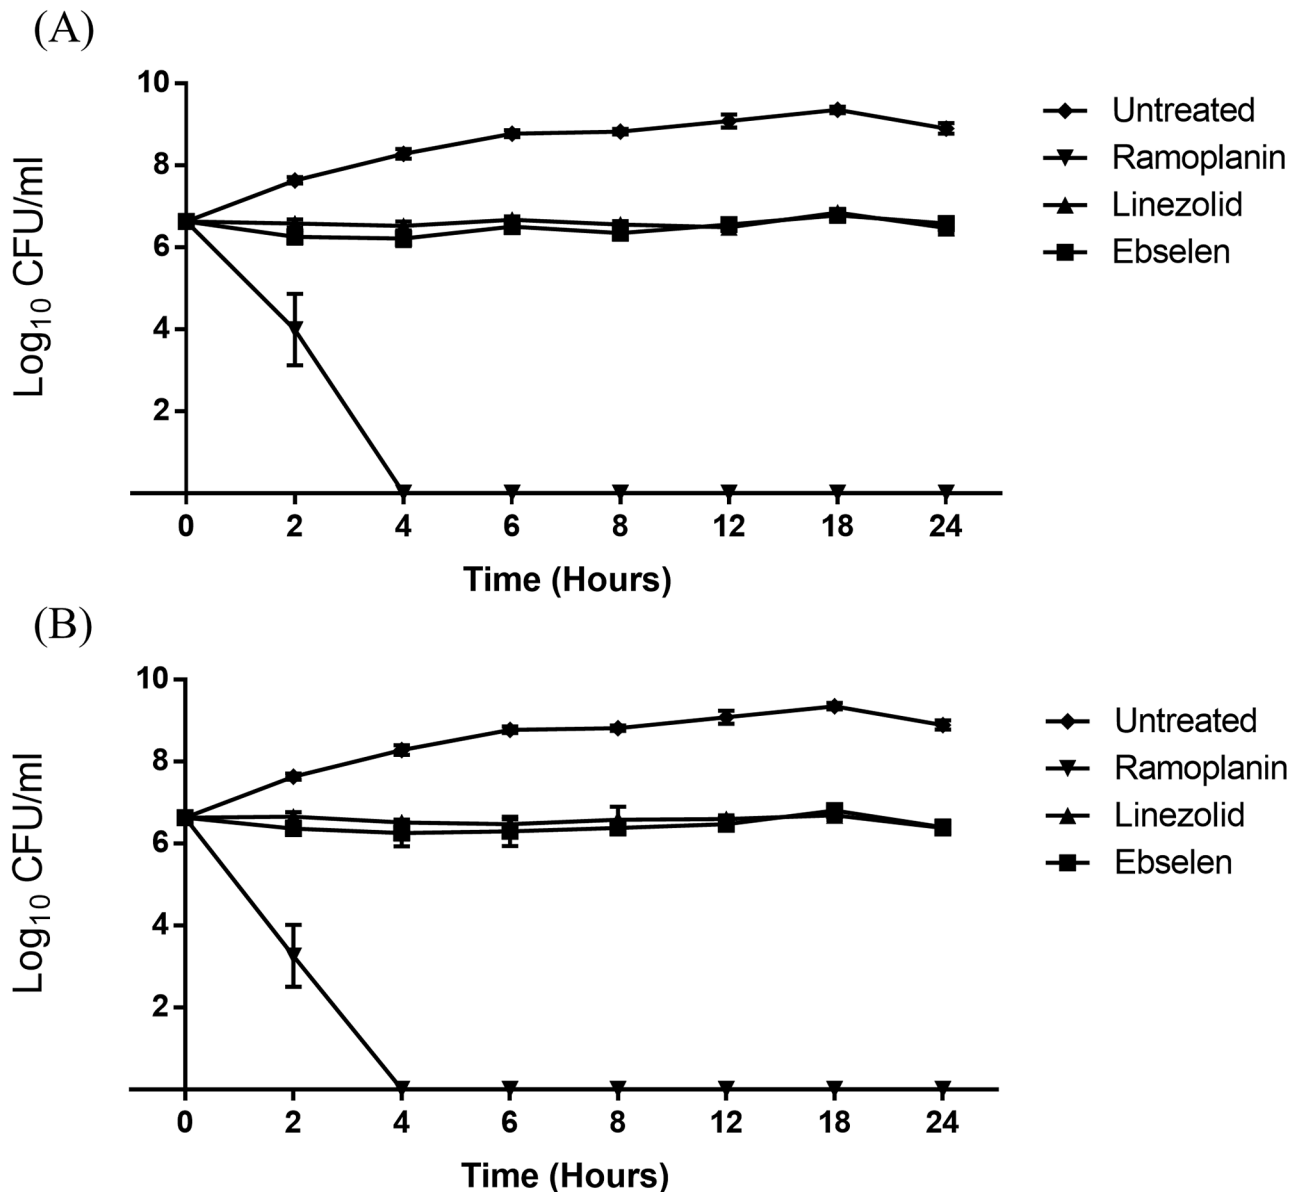 (A)
Log10 CFU/ml
10
8
6
4
2
0 2 4 6 8 12 18 24
Time (Hours)
Untreated
Ramoplanin
Linezolid
Ebselen
(B)
Log10 CFU/ml
10
8
6
4
2
0 2 4 6 8 12 18 24
Time (Hours)
Untreated
Ramoplanin
Linezolid
Ebselen